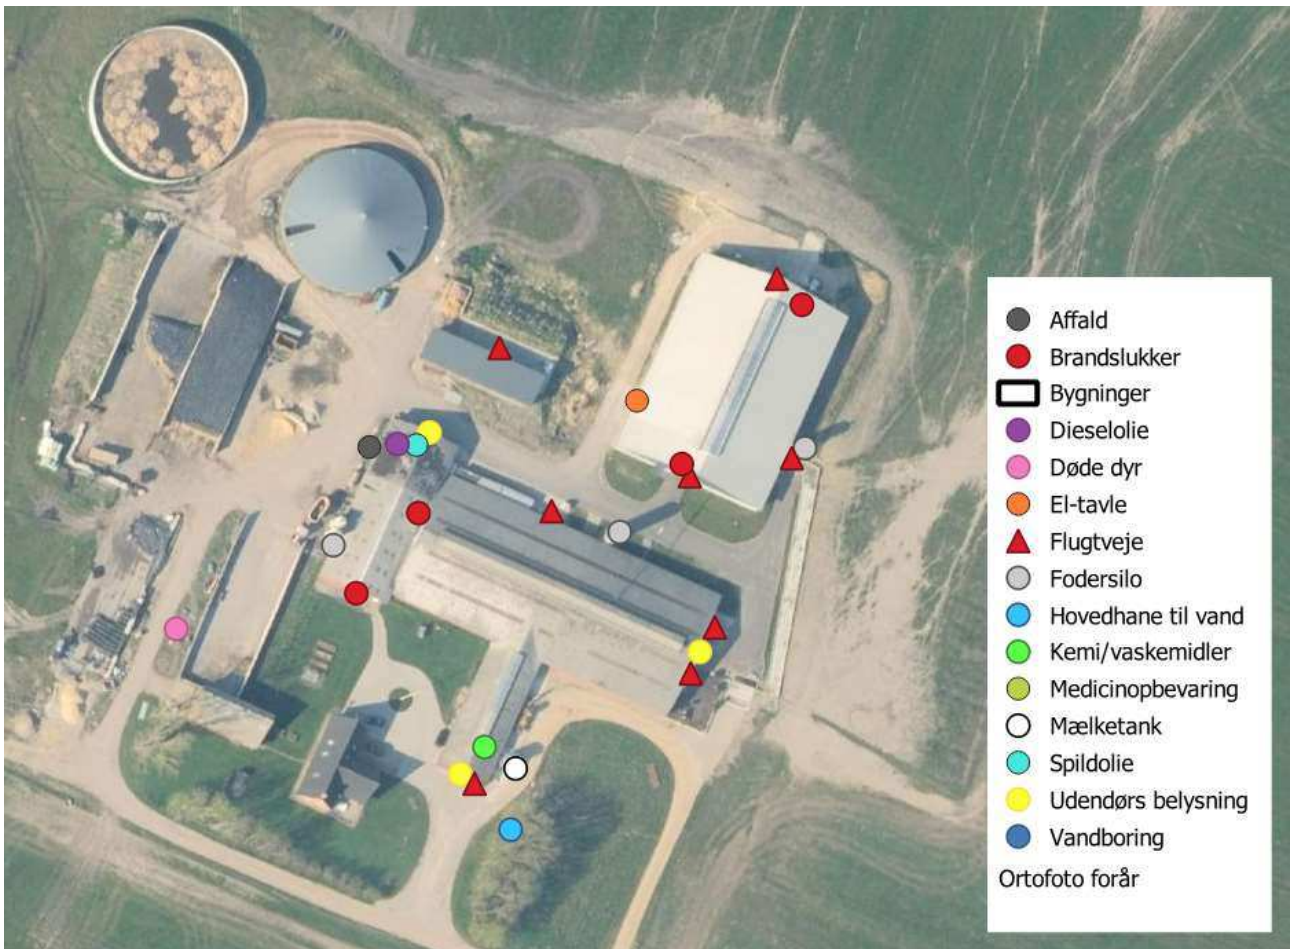 Affald
Brandslukker
Bygninger
Dieselolie
Døde dyr
El-tavle
Flugtveje
Fodersilo
Hovedhane til vand
Kemi/vaskemidler
Medicinopbevaring
Mælketank
Spildolie
Udendørs belysning
Vandboring
Ortofoto forår